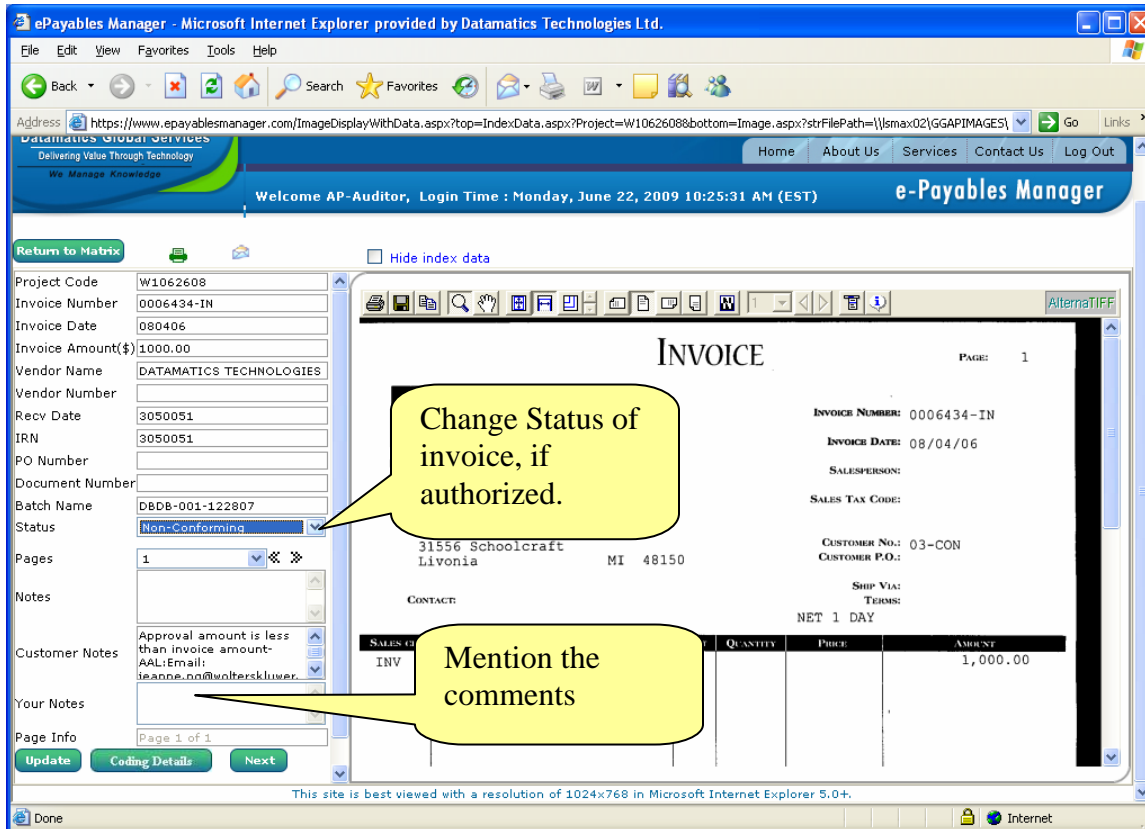 ePayables Manager - Microsoft Internet Explorer provided by Datamatics Technologies Ltd.
File Edit View Favorites Tools Help
Back Search Favorites
Address https://www.epayablesmanager.com/ImageDisplayWithData.aspx?top=IndexData.aspx?Project=W1062608&bottom=Image.aspx?strFilePath=\\lsmax02\GGAPIMAGES\ Go Links
Datamatics Global Services
Delivering Value Through Technology
We Manage Knowledge
Home About Us Services Contact Us Log Out
Welcome AP-Auditor, Login Time : Monday, June 22, 2009 10:25:31 AM (EST)
e-Payables Manager
Return to Matrix
Hide index data
Project Code W1062608
Invoice Number 0006434-IN
Invoice Date 080406
Invoice Amount($) 1000.00
Vendor Name DATAMATICS TECHNOLOGIES
Vendor Number
Recv Date 3050051
IRN 3050051
PO Number
Document Number
Batch Name DBDB-001-122807
Status Non-Conforming
Pages 1
Notes
Customer Notes
Approval amount is less
than invoice amount-
AAL:Email:
jeanne.ng@wolterskluwer.
Your Notes
Page Info Page 1 of 1
Update Coding Details Next
1
AlternaTIFF
INVOICE
PAGE: 1
INVOICE NUMBER: 0006434-IN
INVOICE DATE: 08/04/06
SALESPERSON:
SALES TAX CODE:
Change Status of
invoice, if
authorized.
31556 Schoolcraft
Livonia MI 48150
CUSTOMER NO.: 03-CON
CUSTOMER P.O.:
CONTACT:
SHIP VIA:
TERMS:
NET 1 DAY
SALES QUANTITY PRICE AMOUNT
INV 1,000.00
Mention the
comments
This site is best viewed with a resolution of 1024x768 in Microsoft Internet Explorer 5.0+.
Done Internet